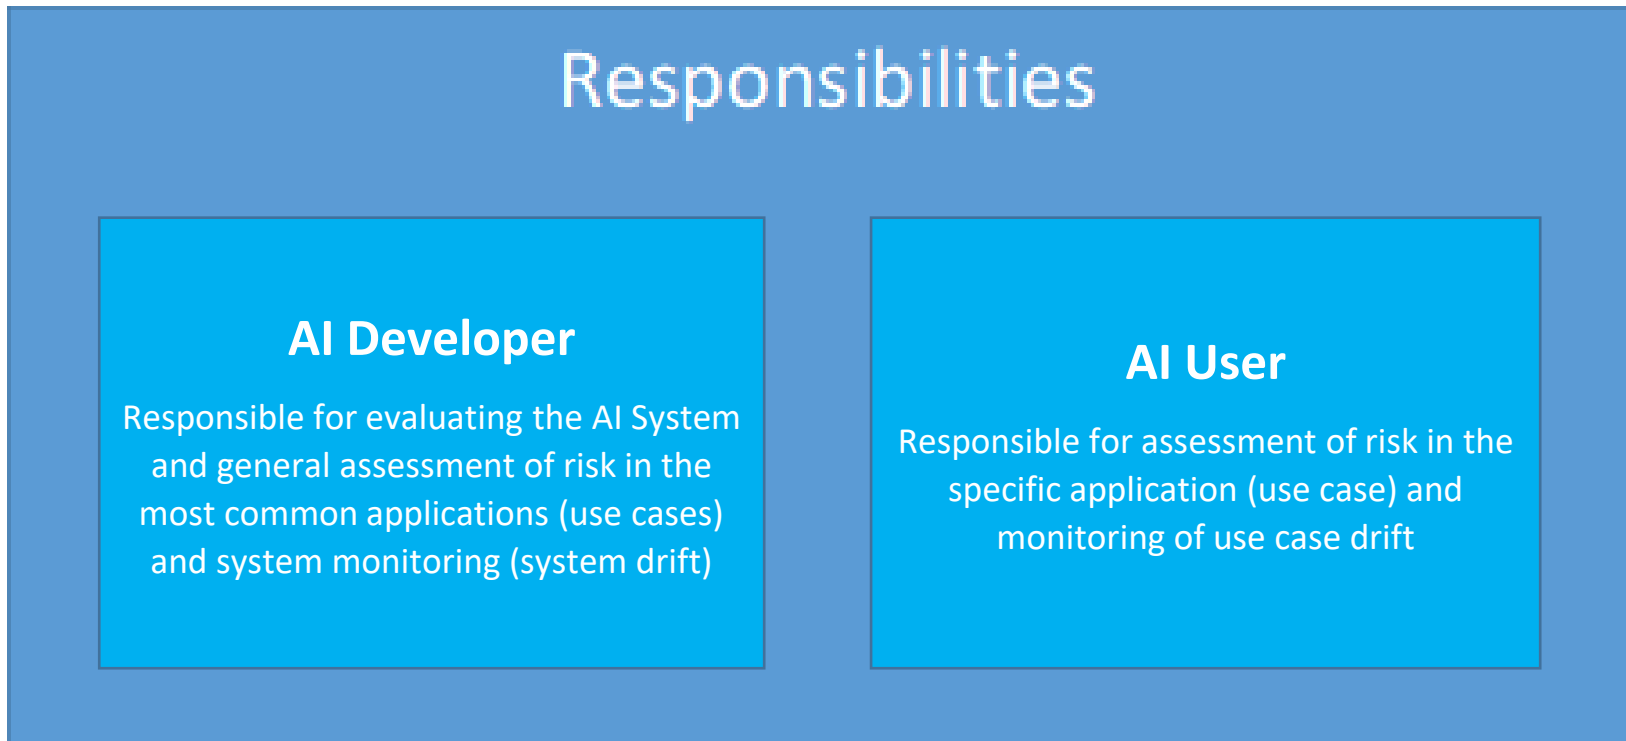 Responsibilities
AI Developer
Responsible for evaluating the AI System
and general assessment of risk in the
most common applications (use cases)
and system monitoring (system drift)
AI User
Responsible for assessment of risk in the
specific application (use case) and
monitoring of use case drift